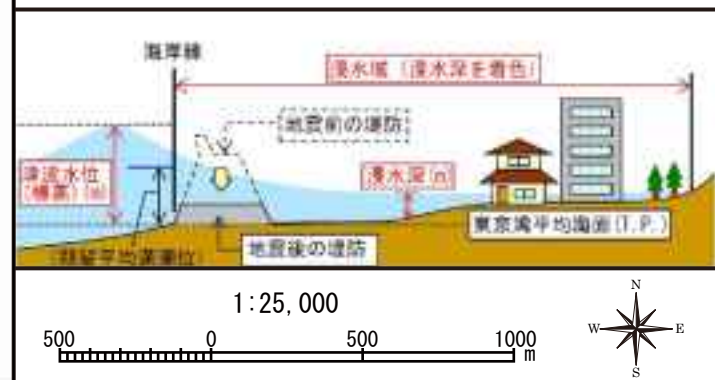 海岸線
浸水域（浸水深を着色）
地震前の堤防
津波水位
(標高)(m)
浸水深(m)
東京湾平均海面(T.P.)
地震後の堤防
(朔望平均満潮位)
1:25,000
500 0 500 1000
m
N
W E
S